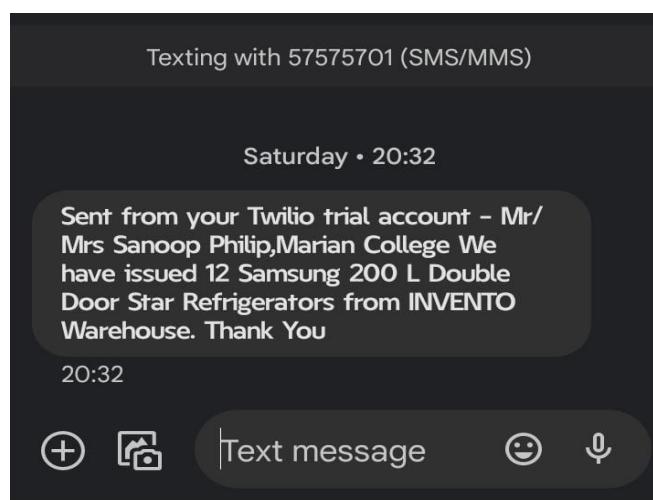 Texting with 57575701 (SMS/MMS)
Saturday • 20:32
Sent from your Twilio trial account - Mr/
Mrs Sanoop Philip,Marian College We
have issued 12 Samsung 200 L Double
Door Star Refrigerators from INVENTO
Warehouse. Thank You
20:32
Text message